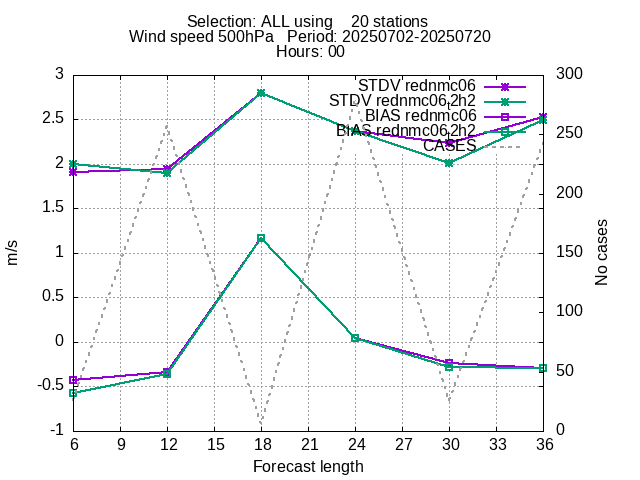 Selection: ALL using    20 stations
Wind speed 500hPa   Period: 20250702-20250720
Hours: 00
STDV rednmc06
STDV rednmc06_t2h2
BIAS rednmc06
BIAS rednmc06_t2h2
CASES
3
2.5
2
1.5
1
0.5
0
-0.5
-1
300
250
200
150
100
50
0
m/s
No cases
6 9 12 15 18 21 24 27 30 33 36
Forecast length